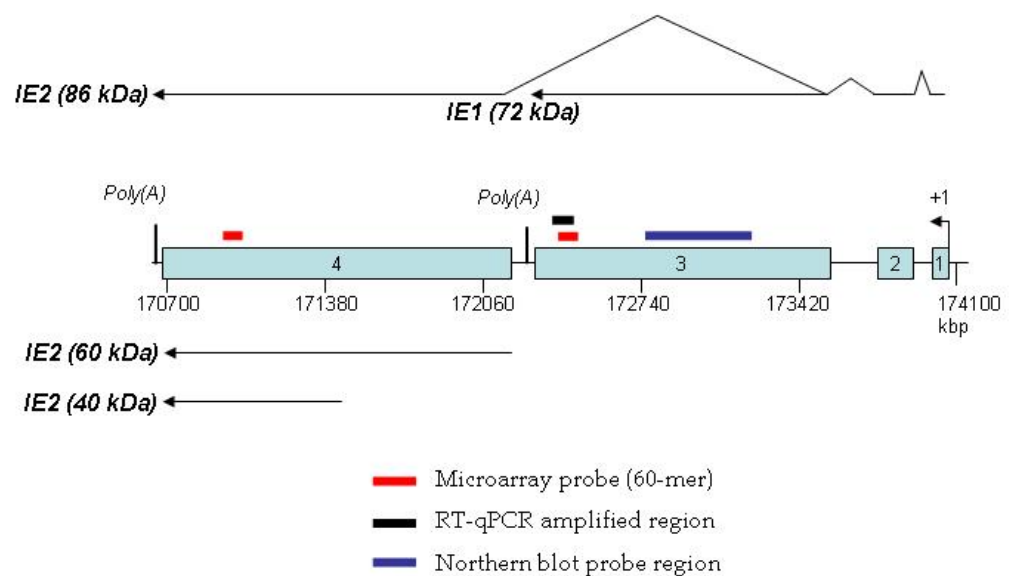 IE2 (86 kDa)
IE1 (72 kDa)
Poly(A)
Poly(A)
+1
4
3
2
1
170700
171380
172060
172740
173420
174100
kbp
IE2 (60 kDa)
IE2 (40 kDa)
Microarray probe (60-mer)
RT-qPCR amplified region
Northern blot probe region